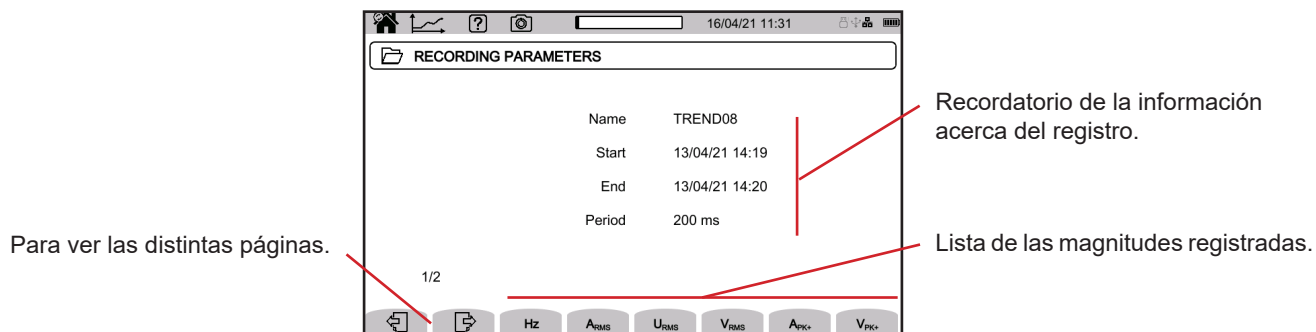 16/04/21 11:31
RECORDING PARAMETERS
Name TREND08
Start 13/04/21 14:19
End 13/04/21 14:20
Period 200 ms
Recordatorio de la información
acerca del registro.
Para ver las distintas páginas.
Lista de las magnitudes registradas.
1/2
Hz ARMS URMS VRMS APK+ VPK+